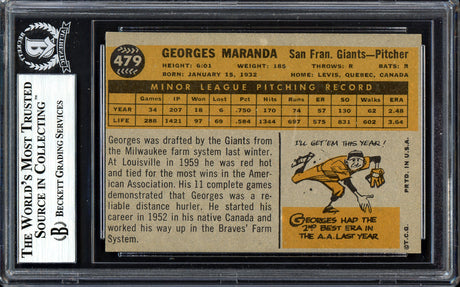 THE WORLD'S MOST TRUSTED
SOURCE IN COLLECTING™
BECKETT GRADING SERVICES
479
GEORGES MARANDA San Fran. Giants—Pitcher
HEIGHT: 6:01 WEIGHT: 185 THROWS: R BATS: R
BORN: JANUARY 15, 1932 HOME: LEVIS, QUEBEC, CANADA
MINOR LEAGUE PITCHING RECORD
Games IP Won Lost Pct. SO Runs ER Walks ERA
YEAR 34 207 18 6 .750 170 74 57 130 62 2.48
LIFE 288 1421 97 69 .584 1364 697 575 831 602 3.64
Georges was drafted by the Giants from
the Milwaukee farm system last winter.
At Louisville in 1959 he was red hot
and tied for the most wins in the Amer-
ican Association. His 11 complete games
demonstrated that Georges was a re-
liable distance hurler. He started his
career in 1952 in his native Canada and
worked his way up in the Braves' Farm
System.
I'LL GET 'EM THIS YEAR!
GEORGES HAD THE
2ND BEST ERA IN
THE A.A. LAST YEAR
©T.C.G. PRTD. IN U.S.A.